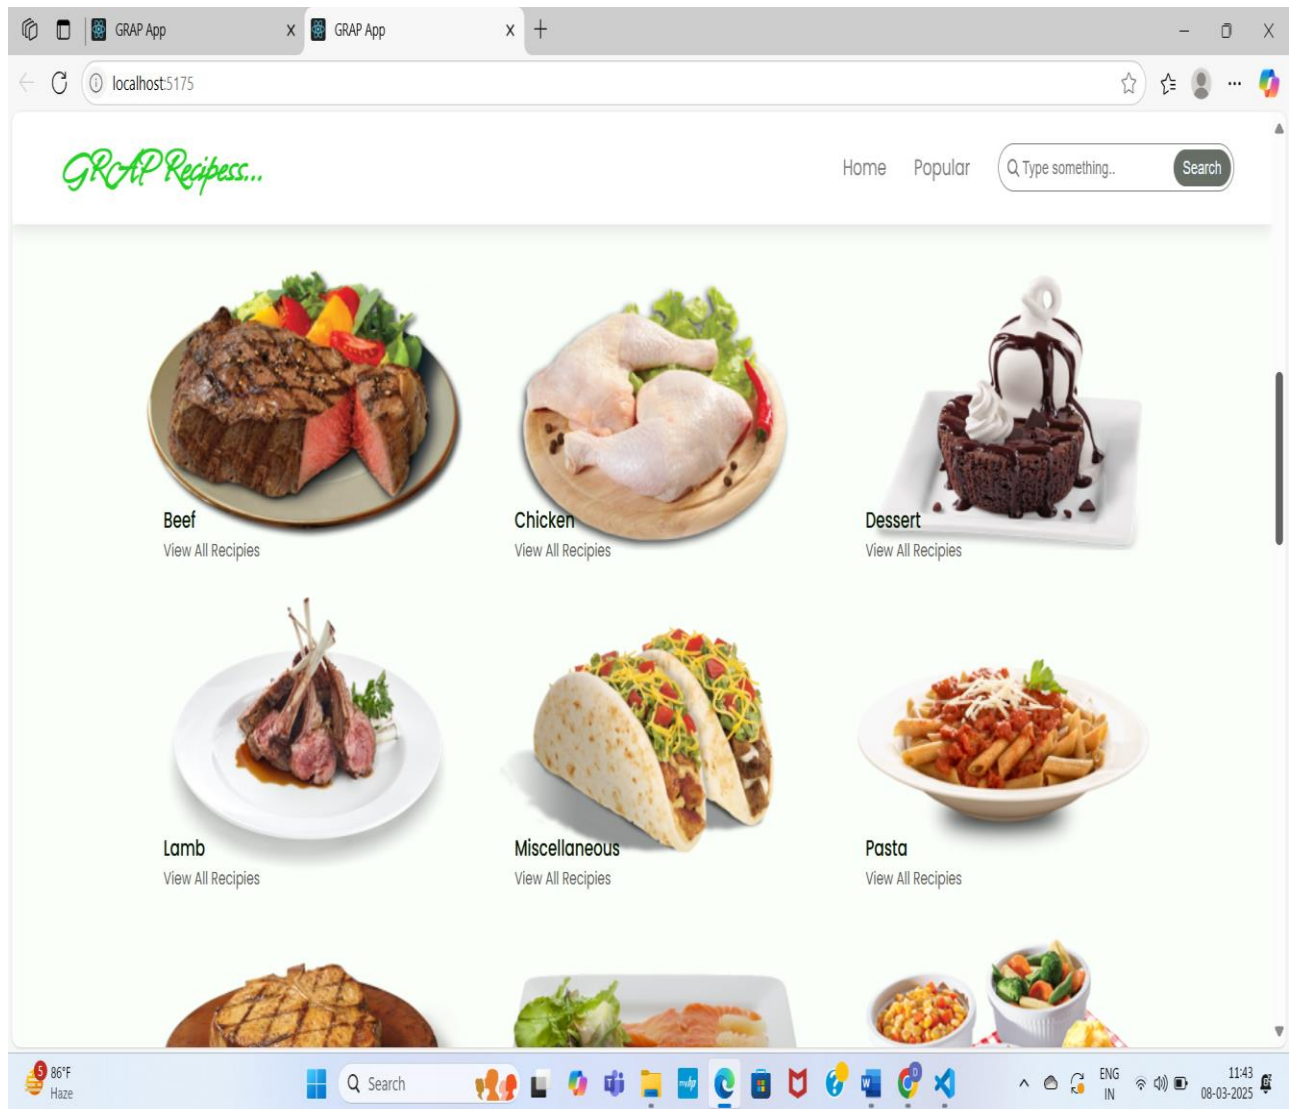 GRAP App
GRAP App
localhost:5175
GRAP Recipess...
Home Popular Type something.. Search
Beef Chicken Dessert
View All Recipies View All Recipies View All Recipies
Lamb Miscellaneous Pasta
View All Recipies View All Recipies View All Recipies
5 86°F
Haze
Search
myhp
ENG
IN
11:43
08-03-2025